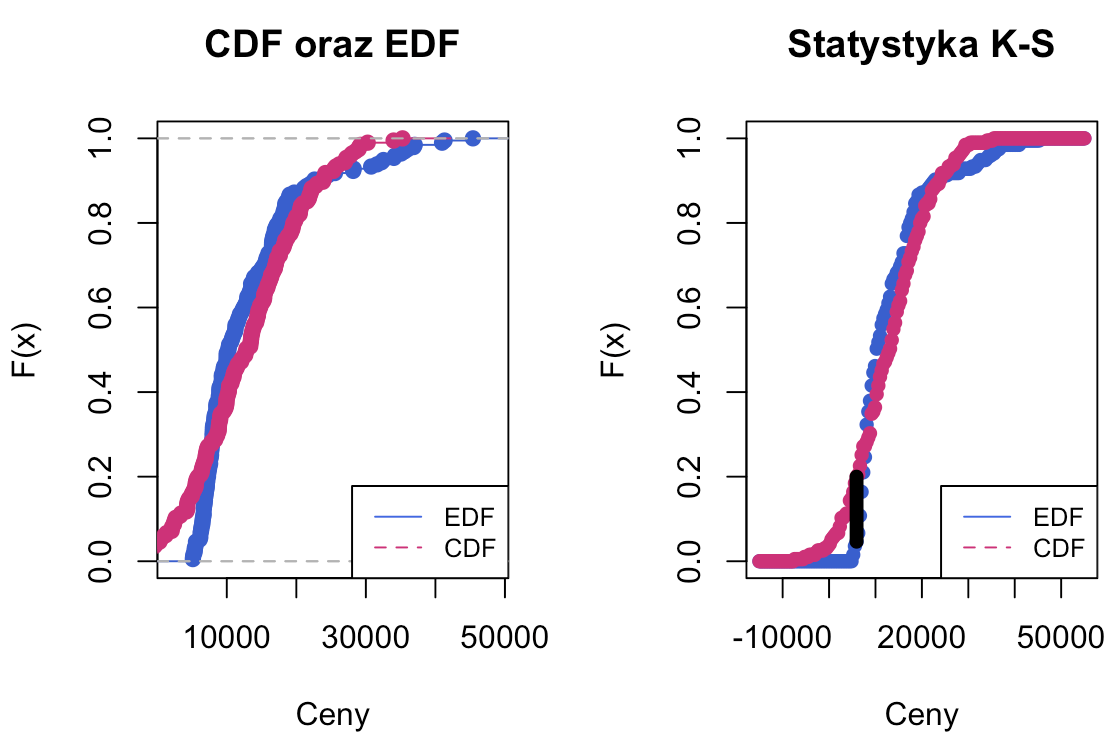 CDF oraz EDF
F(x)
1.0
0.8
0.6
0.4
0.2
0.0
EDF
CDF
10000
30000
50000
Ceny
Statystyka K-S
F(x)
1.0
0.8
0.6
0.4
0.2
0.0
EDF
CDF
-10000
20000
50000
Ceny